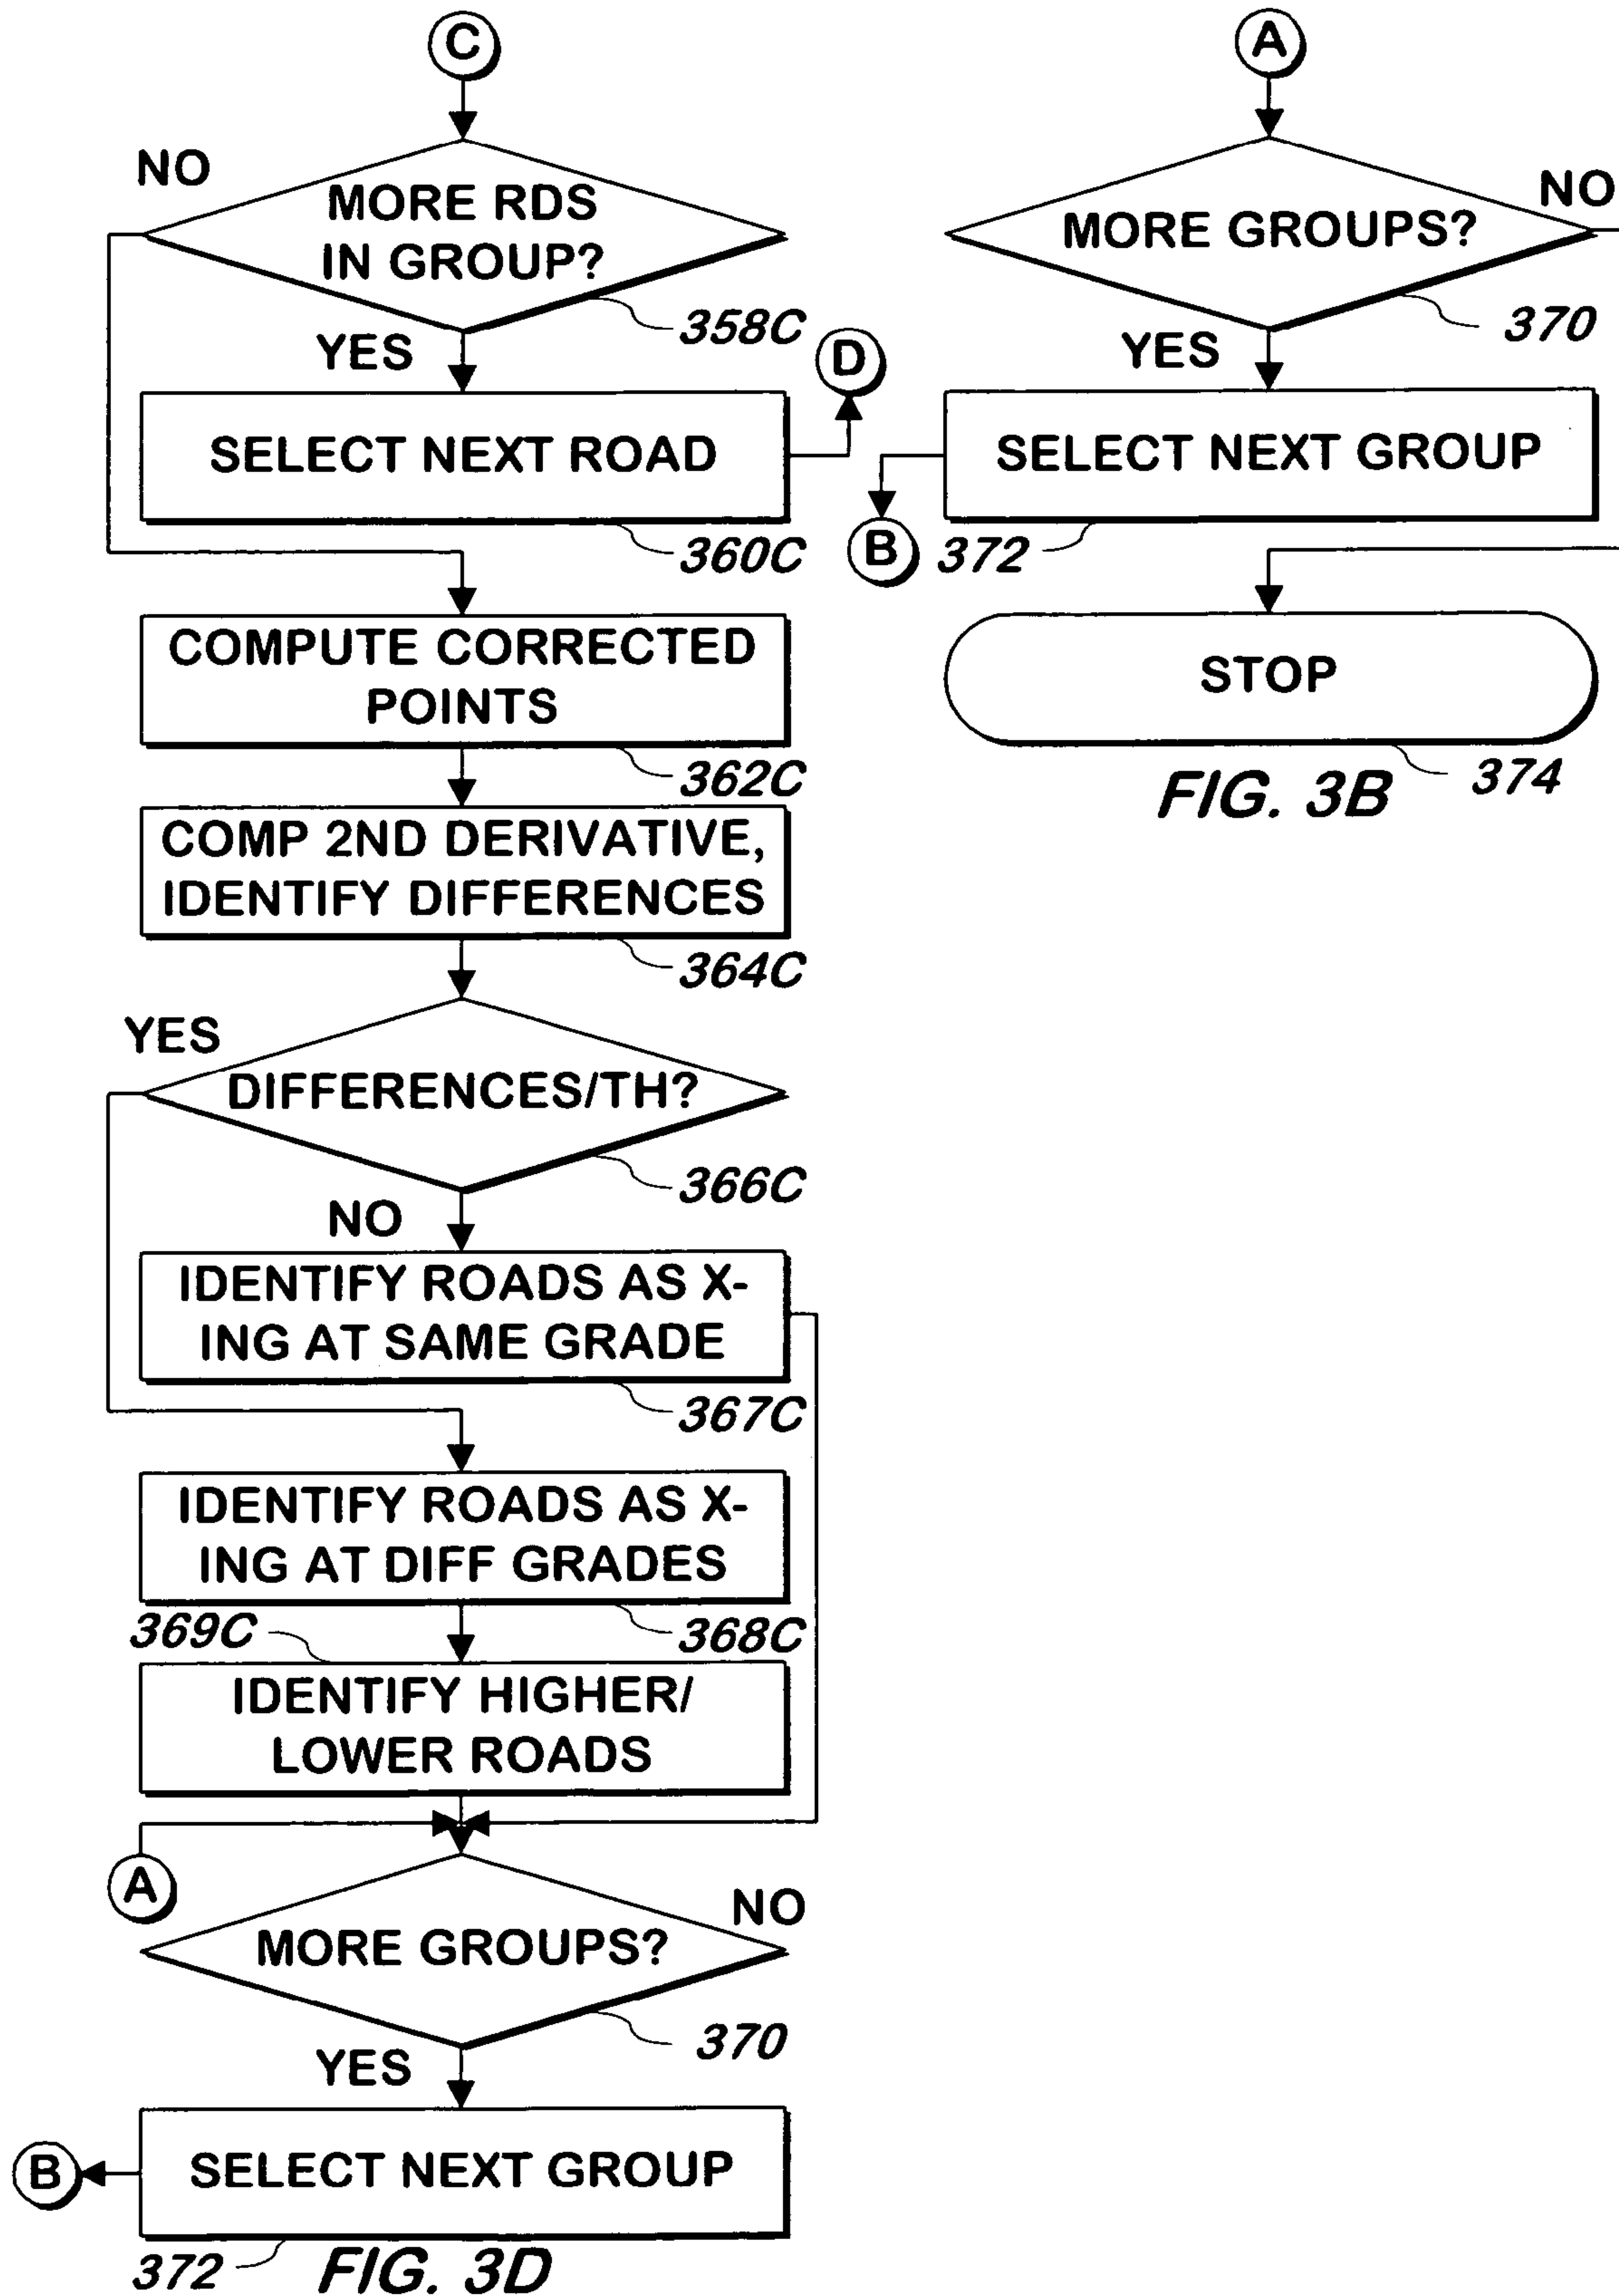 C
NO
MORE RDS
IN GROUP?
358C
YES
D
SELECT NEXT ROAD
360C
COMPUTE CORRECTED
POINTS
362C
COMP 2ND DERIVATIVE,
IDENTIFY DIFFERENCES
364C
YES
DIFFERENCES/TH?
366C
NO
IDENTIFY ROADS AS X-
ING AT SAME GRADE
367C
IDENTIFY ROADS AS X-
ING AT DIFF GRADES
369C
368C
IDENTIFY HIGHER/
LOWER ROADS
A
NO
MORE GROUPS?
370
YES
B
SELECT NEXT GROUP
372
FIG. 3D
A
NO
MORE GROUPS?
370
YES
SELECT NEXT GROUP
B
372
STOP
374
FIG. 3B